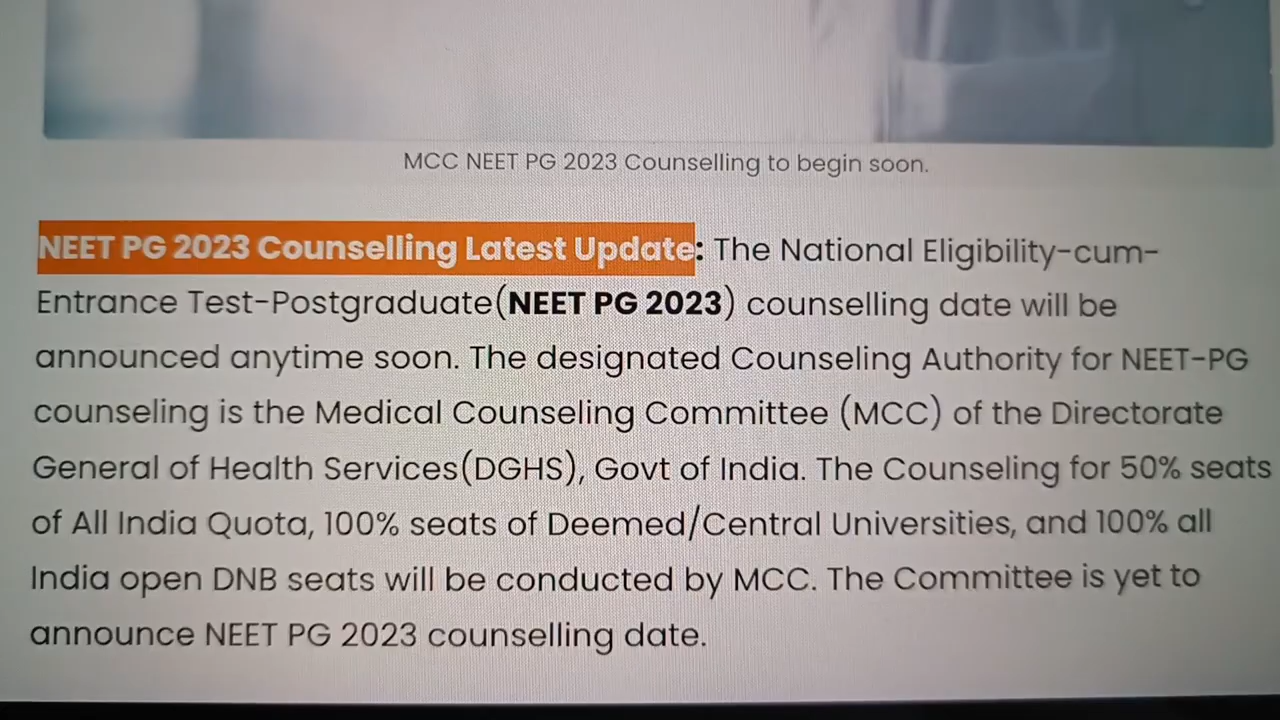 MCC NEET PG 2023 Counselling to begin soon.
NEET PG 2023 Counselling Latest Update: The National Eligibility-cum-
Entrance Test-Postgraduate(NEET PG 2023) counselling date will be
announced anytime soon. The designated Counseling Authority for NEET-PG
counseling is the Medical Counseling Committee (MCC) of the Directorate
General of Health Services(DGHS), Govt of India. The Counseling for 50% seats
of All India Quota, 100% seats of Deemed/Central Universities, and 100% all
India open DNB seats will be conducted by MCC. The Committee is yet to
announce NEET PG 2023 counselling date.